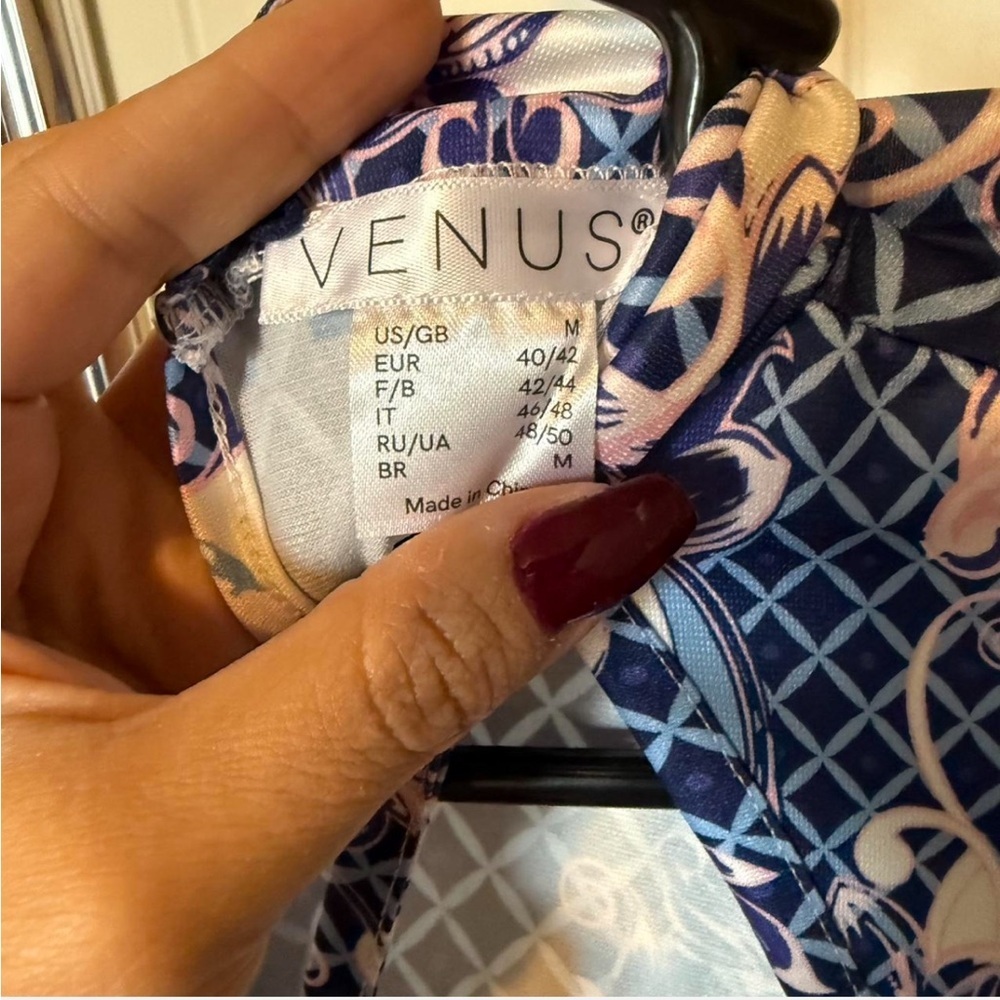 VENUS®
US/GB M
EUR 40/42
F/B 42/44
IT 46/48
RU/UA 48/50
BR M
Made in